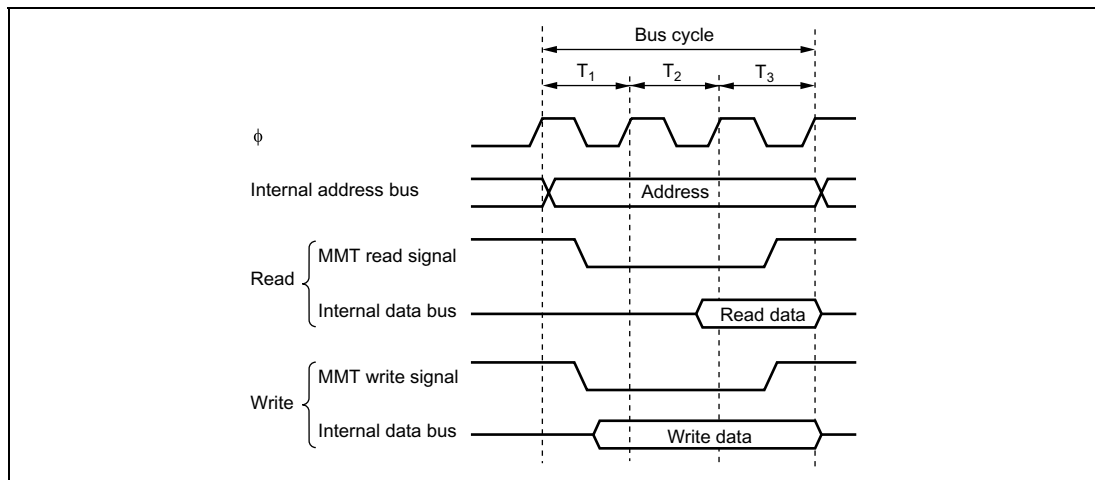 Bus cycle
T₁ T₂ T₃
ϕ
Internal address bus Address
MMT read signal
Read
Internal data bus Read data
MMT write signal
Write
Internal data bus Write data